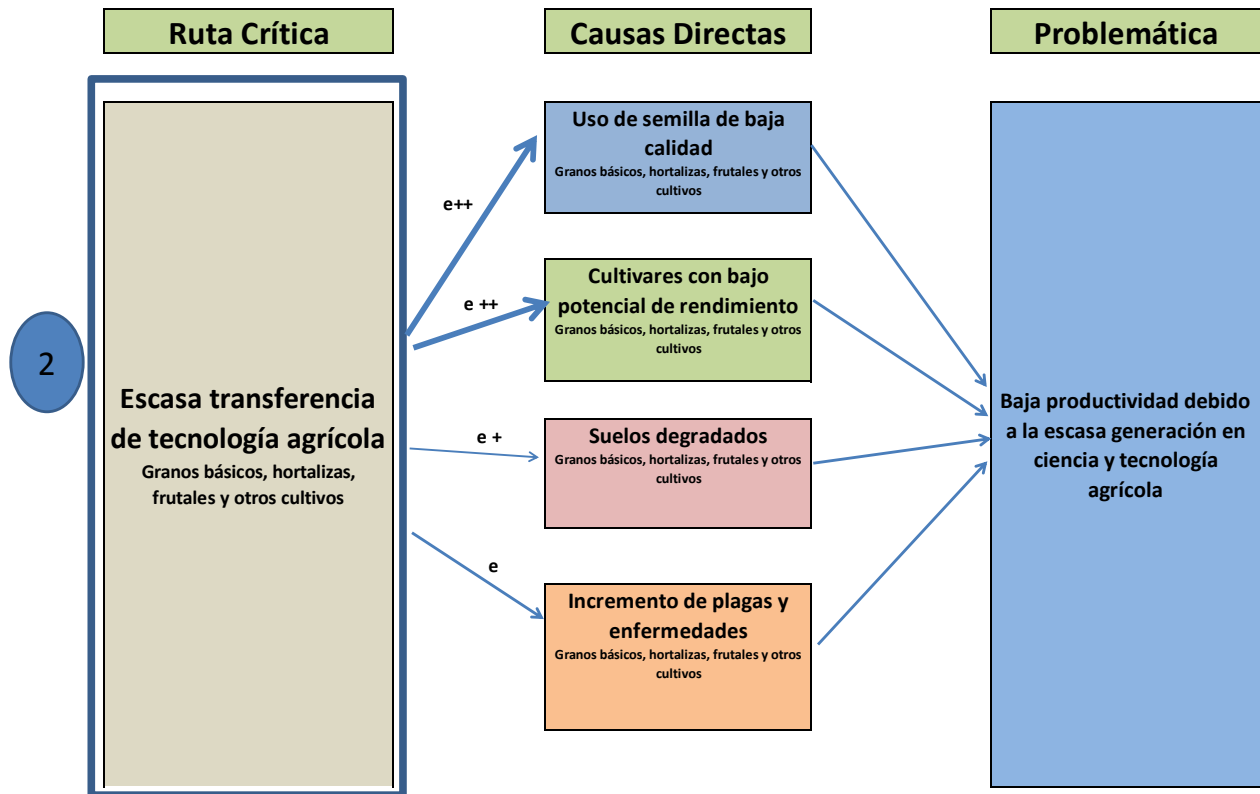 Ruta Crítica
Causas Directas
Problemática
2
Escasa transferencia
de tecnología agrícola
Granos básicos, hortalizas,
frutales y otros cultivos
e++
e ++
e +
e
Uso de semilla de baja
calidad
Granos básicos, hortalizas, frutales y otros
cultivos
Cultivares con bajo
potencial de rendimiento
Granos básicos, hortalizas, frutales y otros
cultivos
Suelos degradados
Granos básicos, hortalizas, frutales y otros
cultivos
Incremento de plagas y
enfermedades
Granos básicos, hortalizas, frutales y otros
cultivos
Baja productividad debido
a la escasa generación en
ciencia y tecnología
agrícola